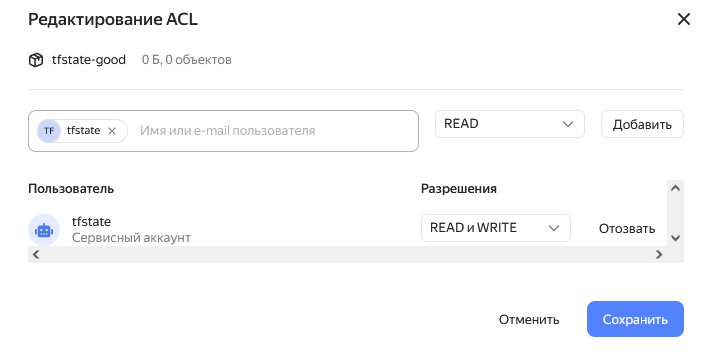 Редактирование ACL
tfstate-good 0 Б, 0 объектов
TF tfstate Имя или e-mail пользователя READ Добавить
Пользователь Разрешения
tfstate
Сервисный аккаунт
READ и WRITE Отозвать
Отменить Сохранить